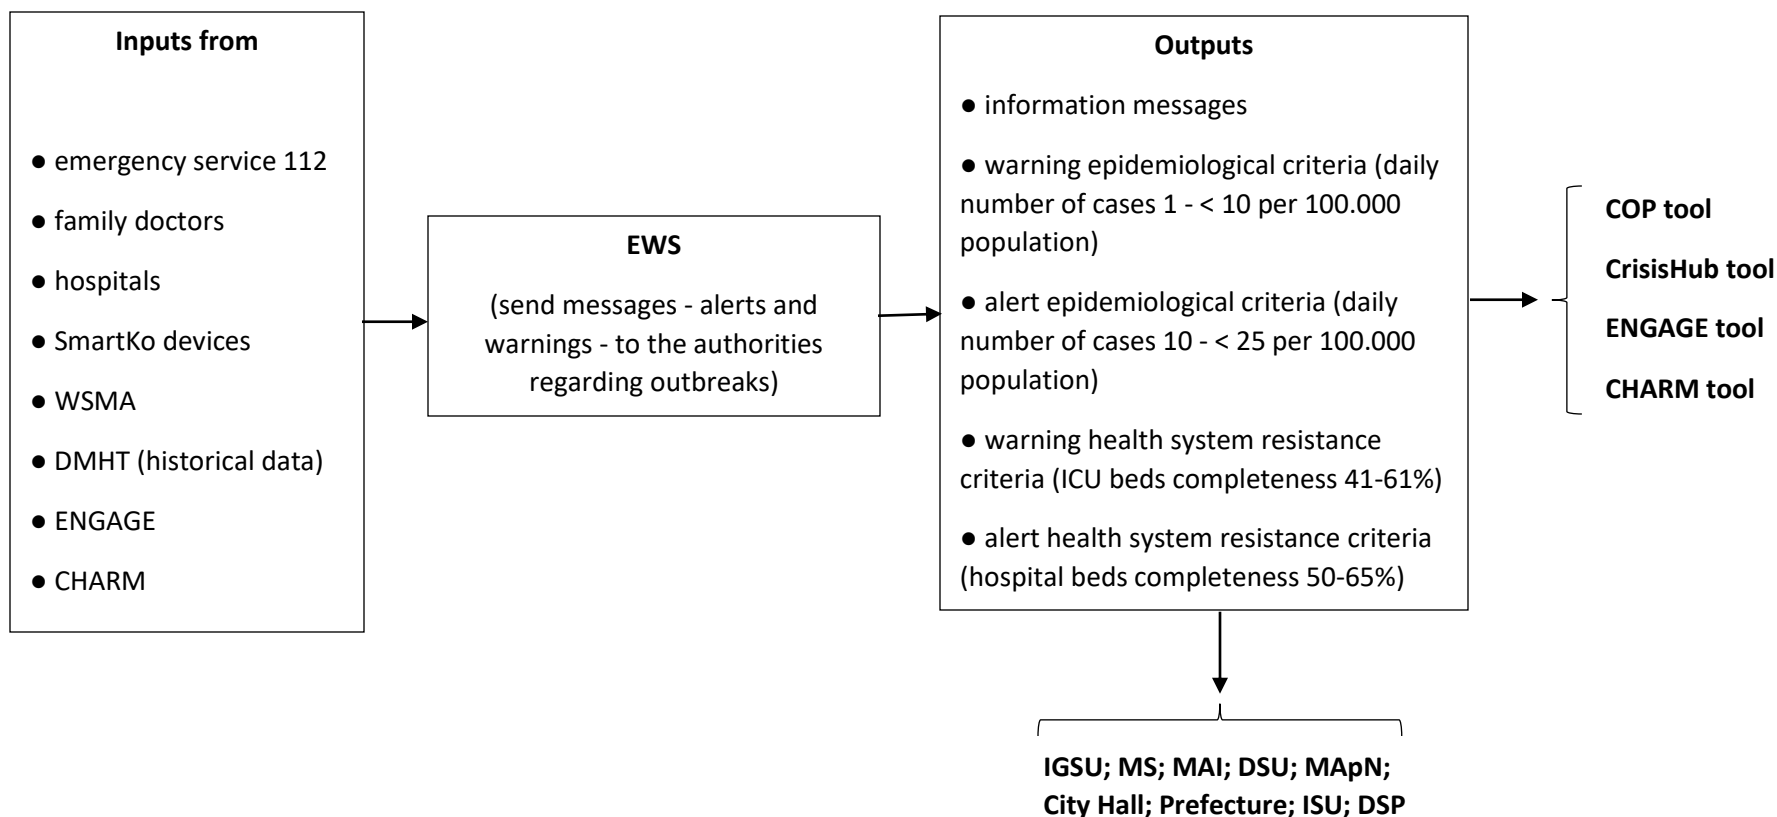 Inputs from
● emergency service 112
● family doctors
● hospitals
● SmartKo devices
● WSMA
● DMHT (historical data)
● ENGAGE
● CHARM
EWS
(send messages - alerts and
warnings - to the authorities
regarding outbreaks)
Outputs
● information messages
● warning epidemiological criteria (daily
number of cases 1 - < 10 per 100.000
population)
● alert epidemiological criteria (daily
number of cases 10 - < 25 per 100.000
population)
● warning health system resistance
criteria (ICU beds completeness 41-61%)
● alert health system resistance criteria
(hospital beds completeness 50-65%)
COP tool
CrisisHub tool
ENGAGE tool
CHARM tool
IGSU; MS; MAI; DSU; MApN;
City Hall; Prefecture; ISU; DSP